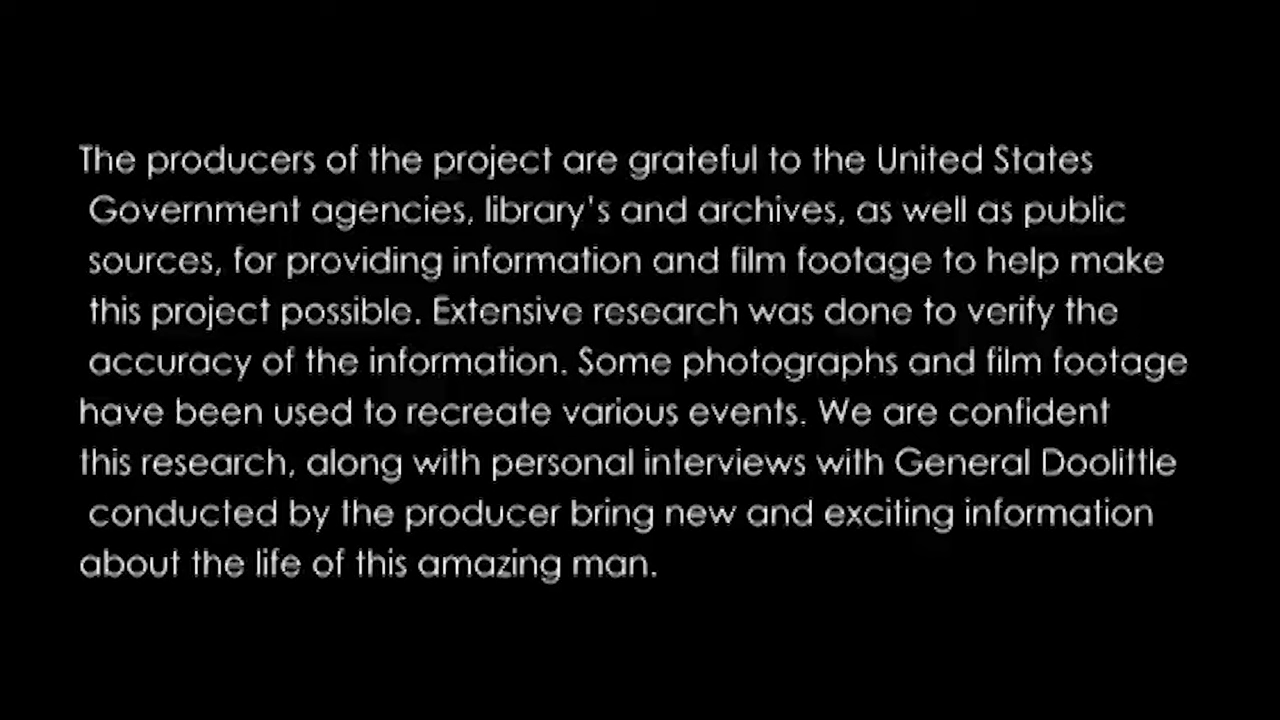 The producers of the project are grateful to the United States
Government agencies, library's and archives, as well as public
sources, for providing information and film footage to help make
this project possible. Extensive research was done to verify the
accuracy of the information. Some photographs and film footage
have been used to recreate various events. We are confident
this research, along with personal interviews with General Doolittle
conducted by the producer bring new and exciting information
about the life of this amazing man.